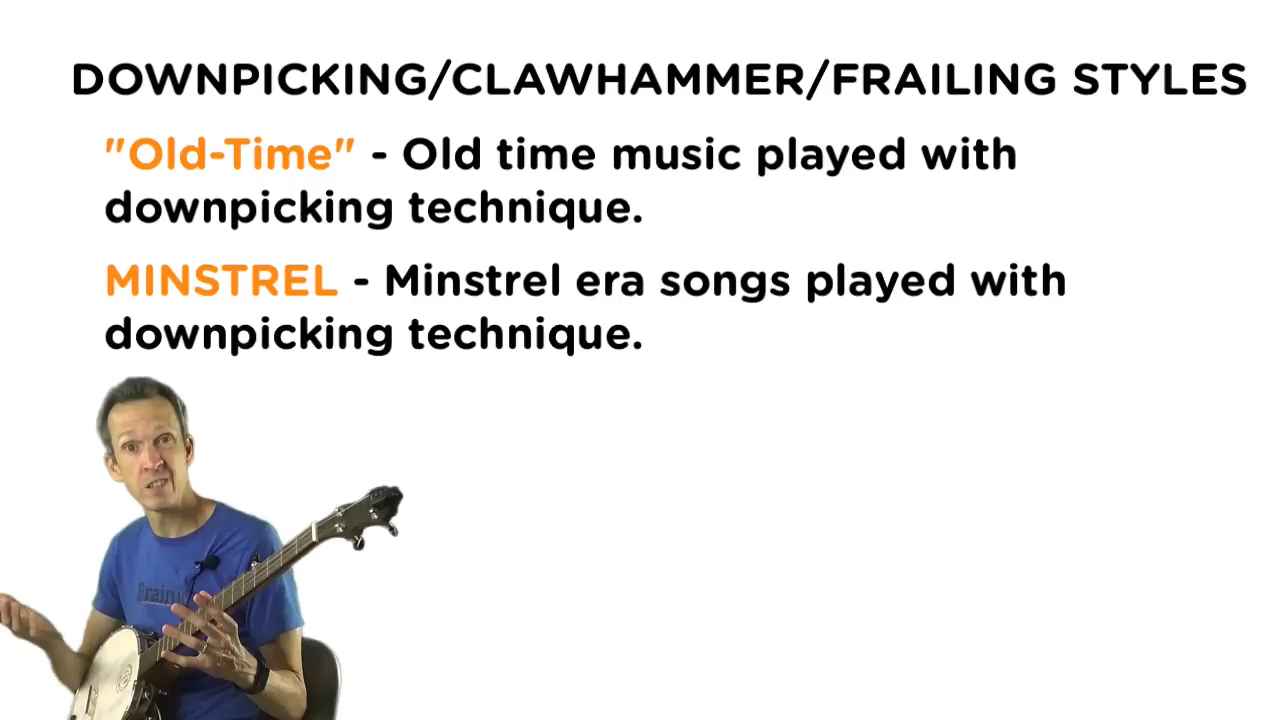 DOWNPICKING/CLAWHAMMER/FRAILING STYLES
"Old-Time" - Old time music played with
downpicking technique.
MINSTREL - Minstrel era songs played with
downpicking technique.